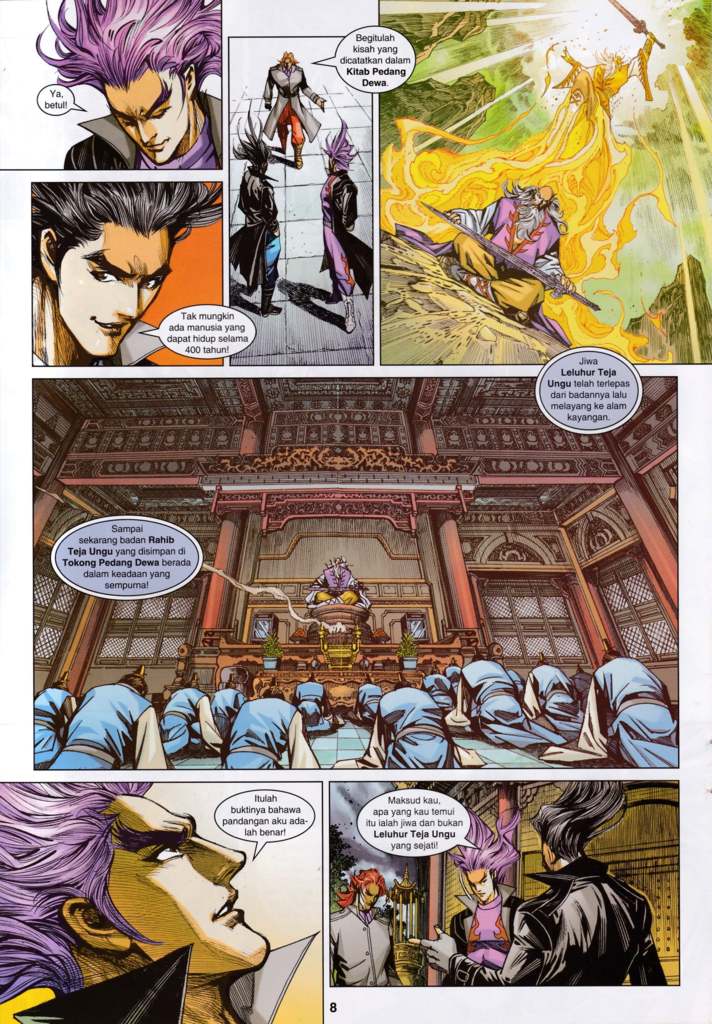 Ya,
betul!
Begitulah
kisah yang
dicatatkan dalam
Kitab Pedang
Dewa.
Tak mungkin
ada manusia yang
dapat hidup selama
400 tahun!
Jiwa
Leluhur Teja
Ungu telah terlepas
dari badannya lalu
melayang ke alam
kayangan.
Sampai
sekarang badan Rahib
Teja Ungu yang disimpan di
Tokong Pedang Dewa berada
dalam keadaan yang
sempurna!
Itulah
buktinya bahawa
pandangan aku ada-
lah benar!
Maksud kau,
apa yang kau temui
itu ialah jiwa dan bukan
Leluhur Teja Ungu
yang sejati!
8